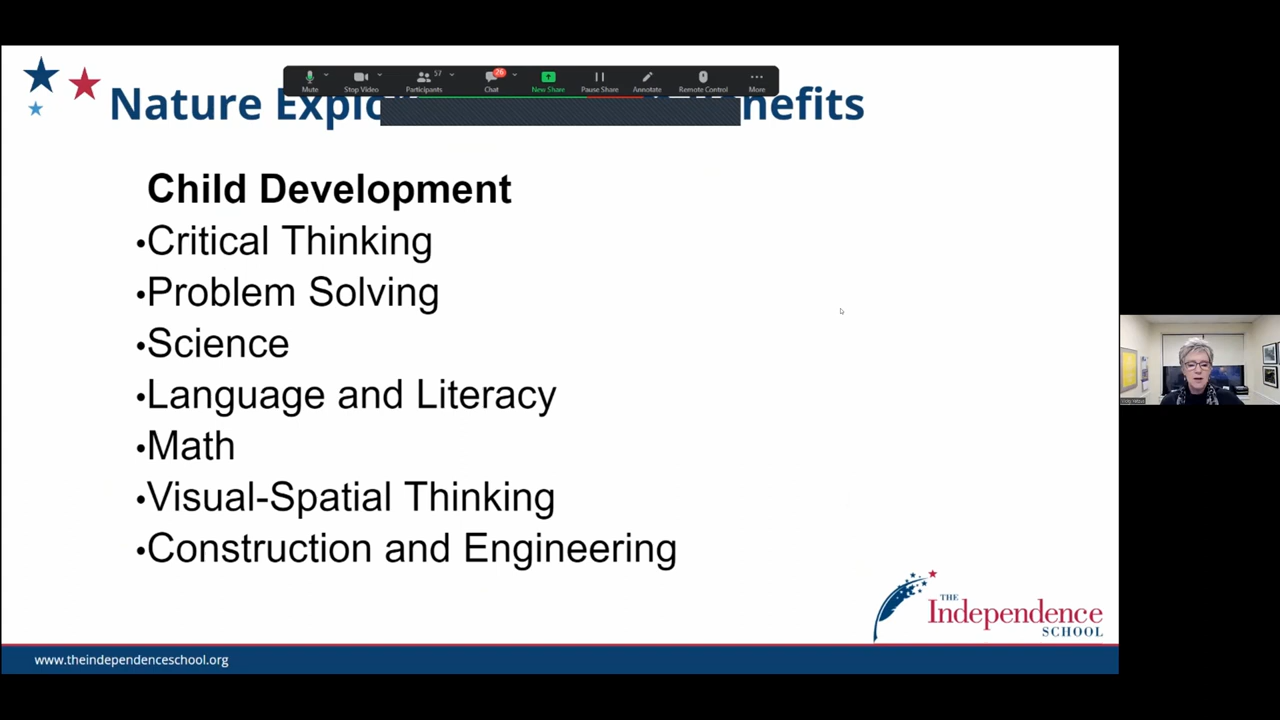 Mute
Stop Video
57
Participants
26
Chat
New Share
Pause Share
Annotate
Remote Control
More
Nature
Child Development
•Critical Thinking
•Problem Solving
•Science
•Language and Literacy
•Math
•Visual-Spatial Thinking
•Construction and Engineering
THE
Independence
SCHOOL
www.theindependenceschool.org